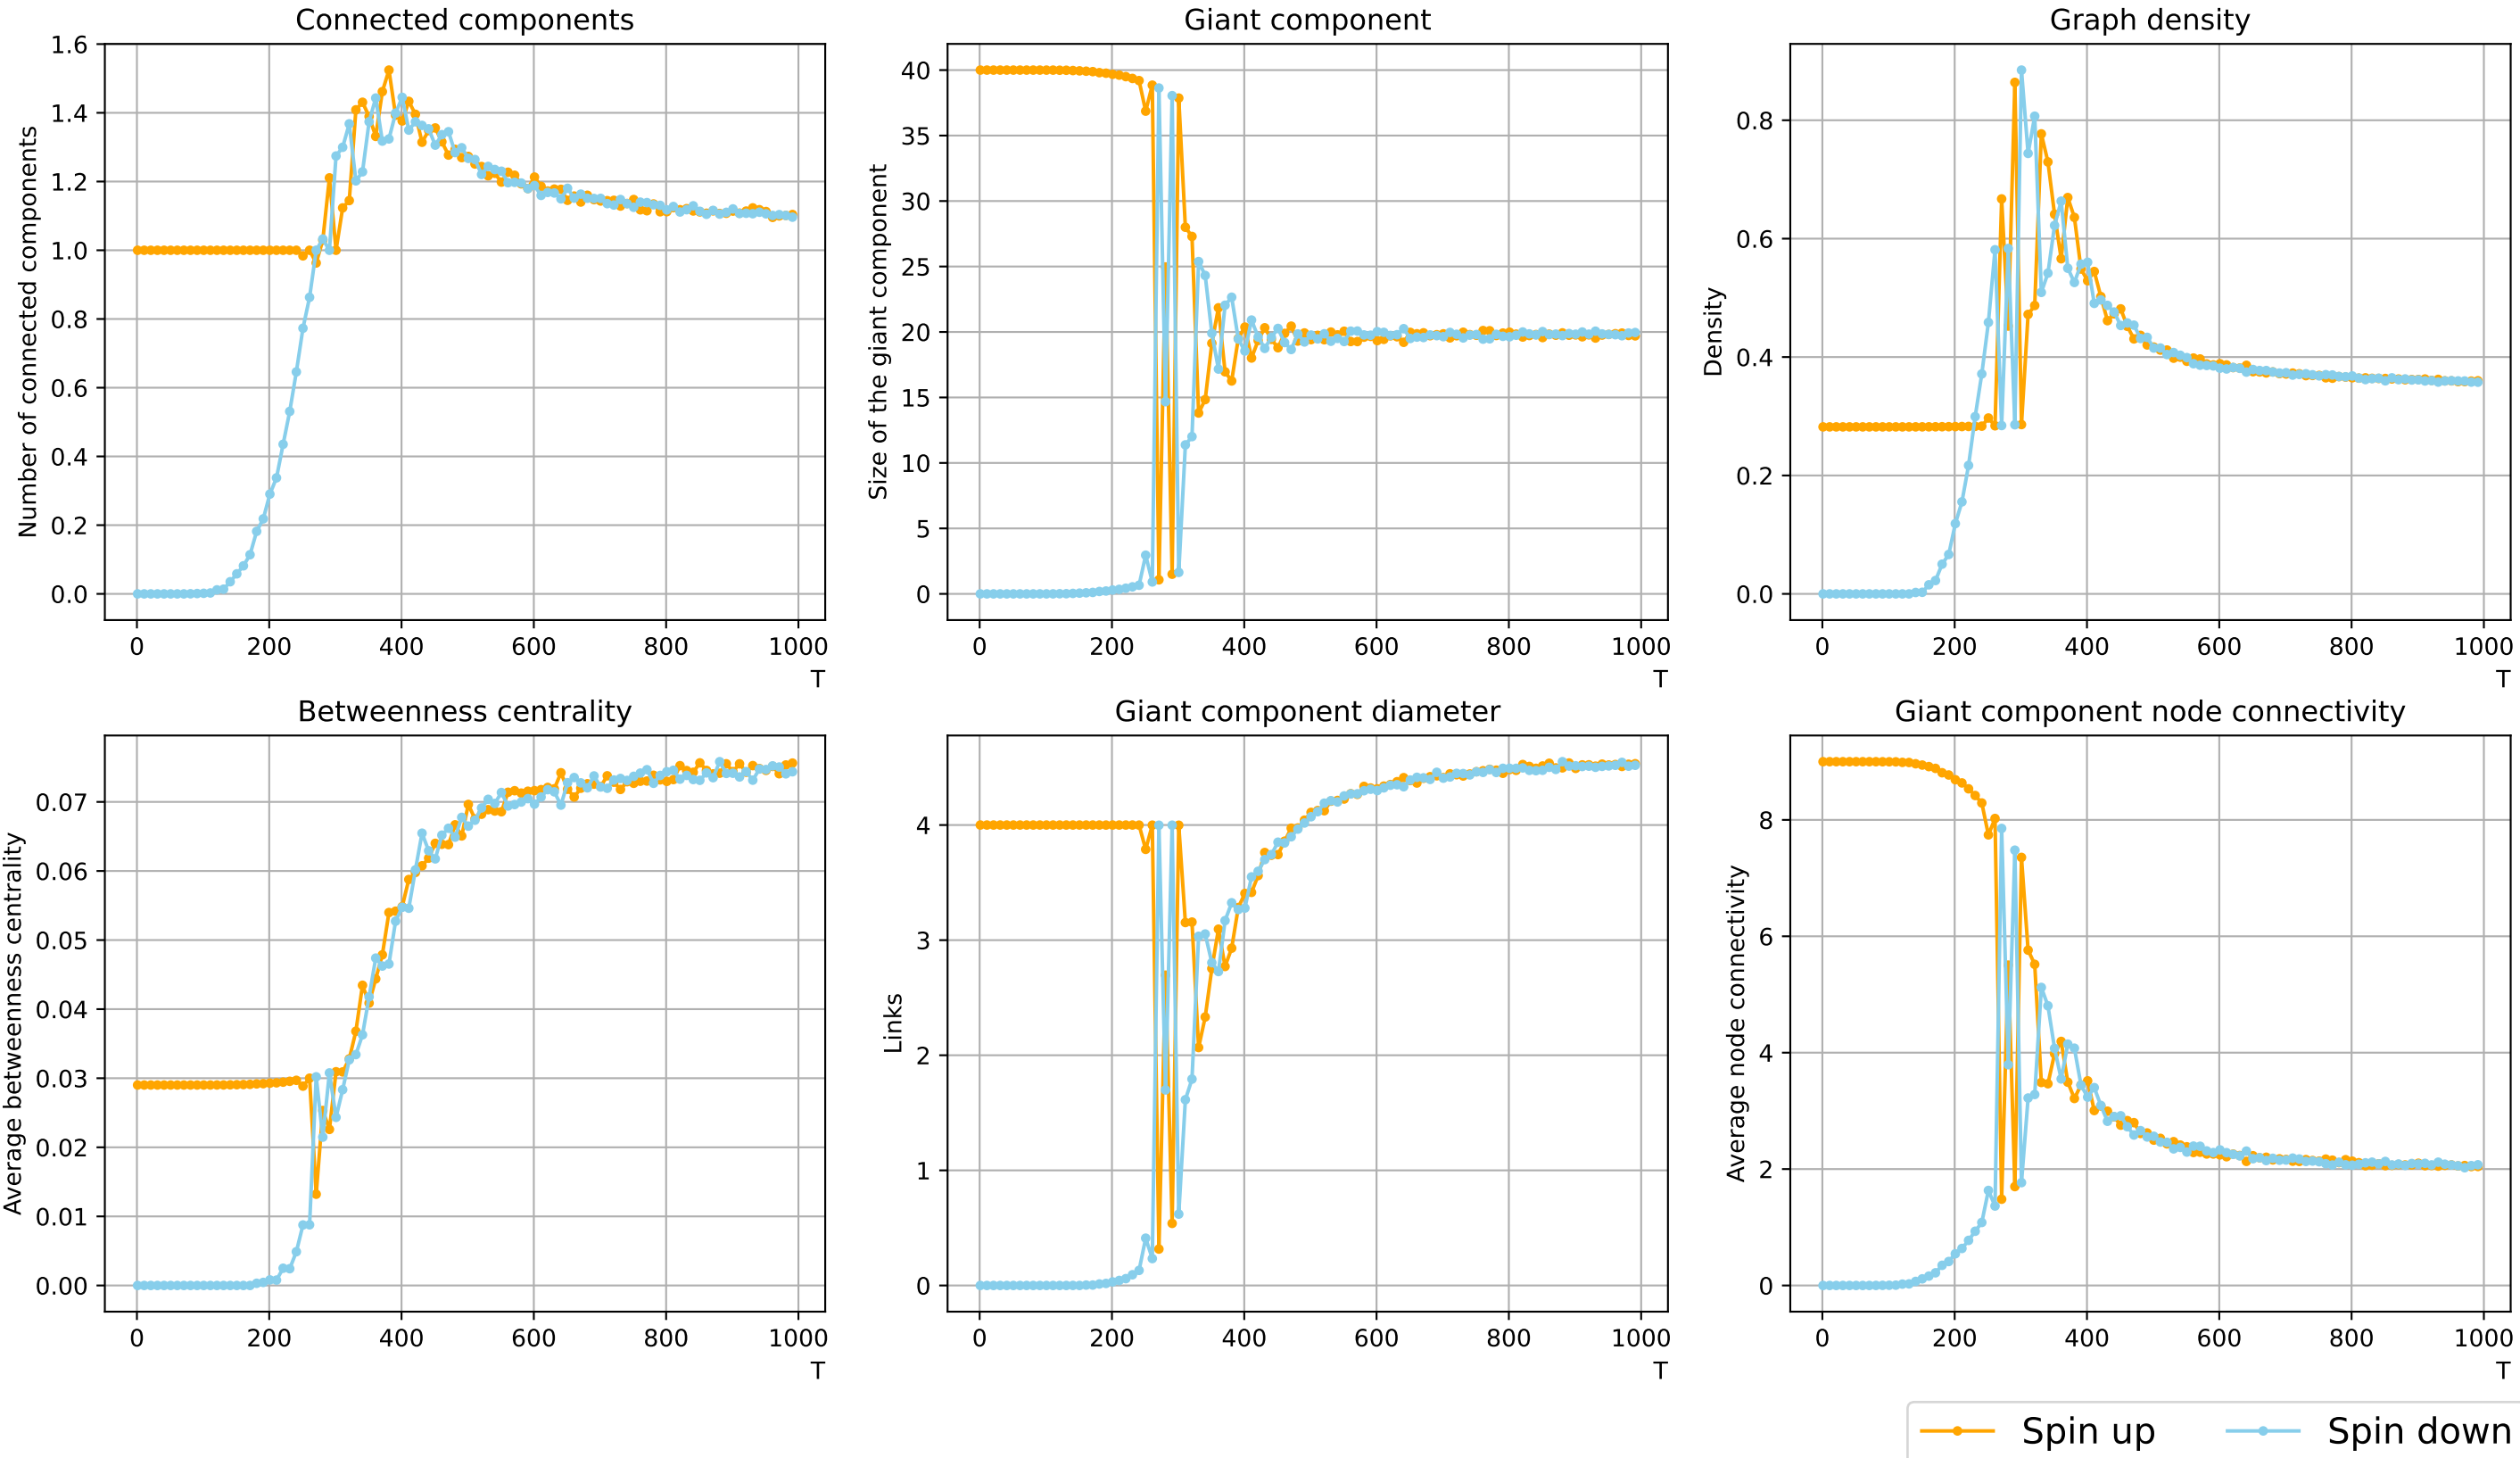 Connected components
Giant component
Graph density
Number of connected components
1.6
1.4
1.2
1.0
0.8
0.6
0.4
0.2
0.0
0 200 400 600 800 1000
T
Size of the giant component
40
35
30
25
20
15
10
5
0
0 200 400 600 800 1000
T
Density
0.8
0.6
0.4
0.2
0.0
0 200 400 600 800 1000
T
Betweenness centrality
Giant component diameter
Giant component node connectivity
Average betweenness centrality
0.07
0.06
0.05
0.04
0.03
0.02
0.01
0.00
0 200 400 600 800 1000
T
Links
4
3
2
1
0
0 200 400 600 800 1000
T
Average node connectivity
8
6
4
2
0
0 200 400 600 800 1000
T
Spin up Spin down